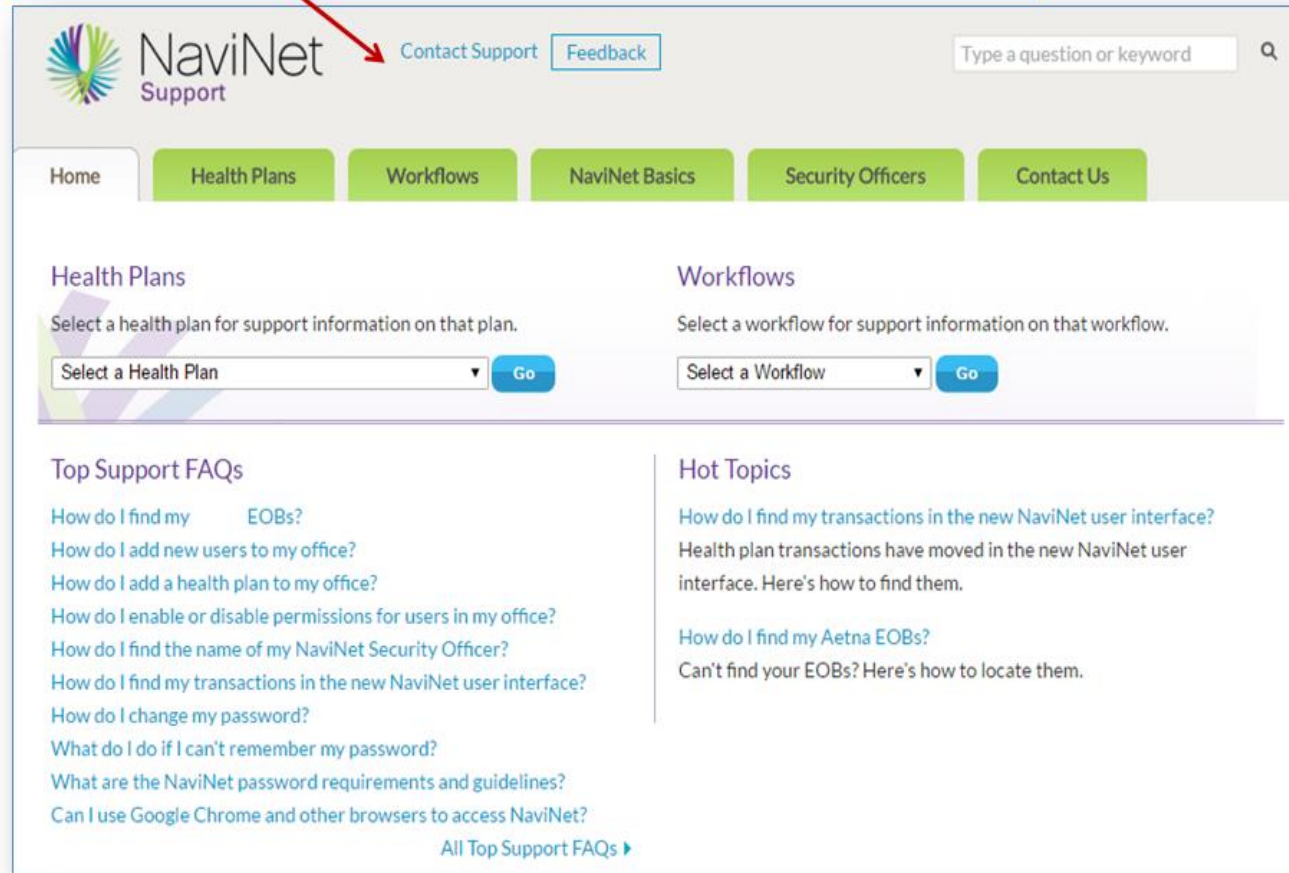 NaviNet
Support
Contact Support
Feedback
Type a question or keyword
Home
Health Plans
Workflows
NaviNet Basics
Security Officers
Contact Us
Health Plans
Select a health plan for support information on that plan.
Select a Health Plan
Go
Workflows
Select a workflow for support information on that workflow.
Select a Workflow
Go
Top Support FAQs
How do I find my EOBs?
How do I add new users to my office?
How do I add a health plan to my office?
How do I enable or disable permissions for users in my office?
How do I find the name of my NaviNet Security Officer?
How do I find my transactions in the new NaviNet user interface?
How do I change my password?
What do I do if I can't remember my password?
What are the NaviNet password requirements and guidelines?
Can I use Google Chrome and other browsers to access NaviNet?
All Top Support FAQs
Hot Topics
How do I find my transactions in the new NaviNet user interface?
Health plan transactions have moved in the new NaviNet user
interface. Here's how to find them.
How do I find my Aetna EOBs?
Can't find your EOBs? Here's how to locate them.